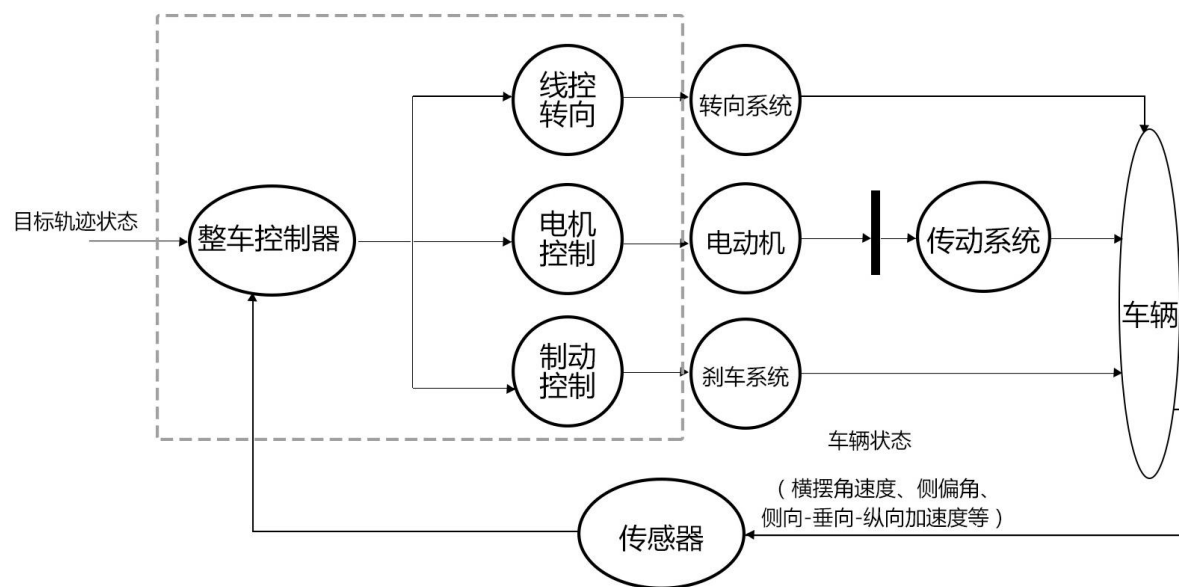 线控
转向
转向系统
目标轨迹状态
整车控制器
电机
控制
电动机
传动系统
车辆
制动
控制
刹车系统
车辆状态
（横摆角速度、侧偏角、
侧向-垂向-纵向加速度等）
传感器